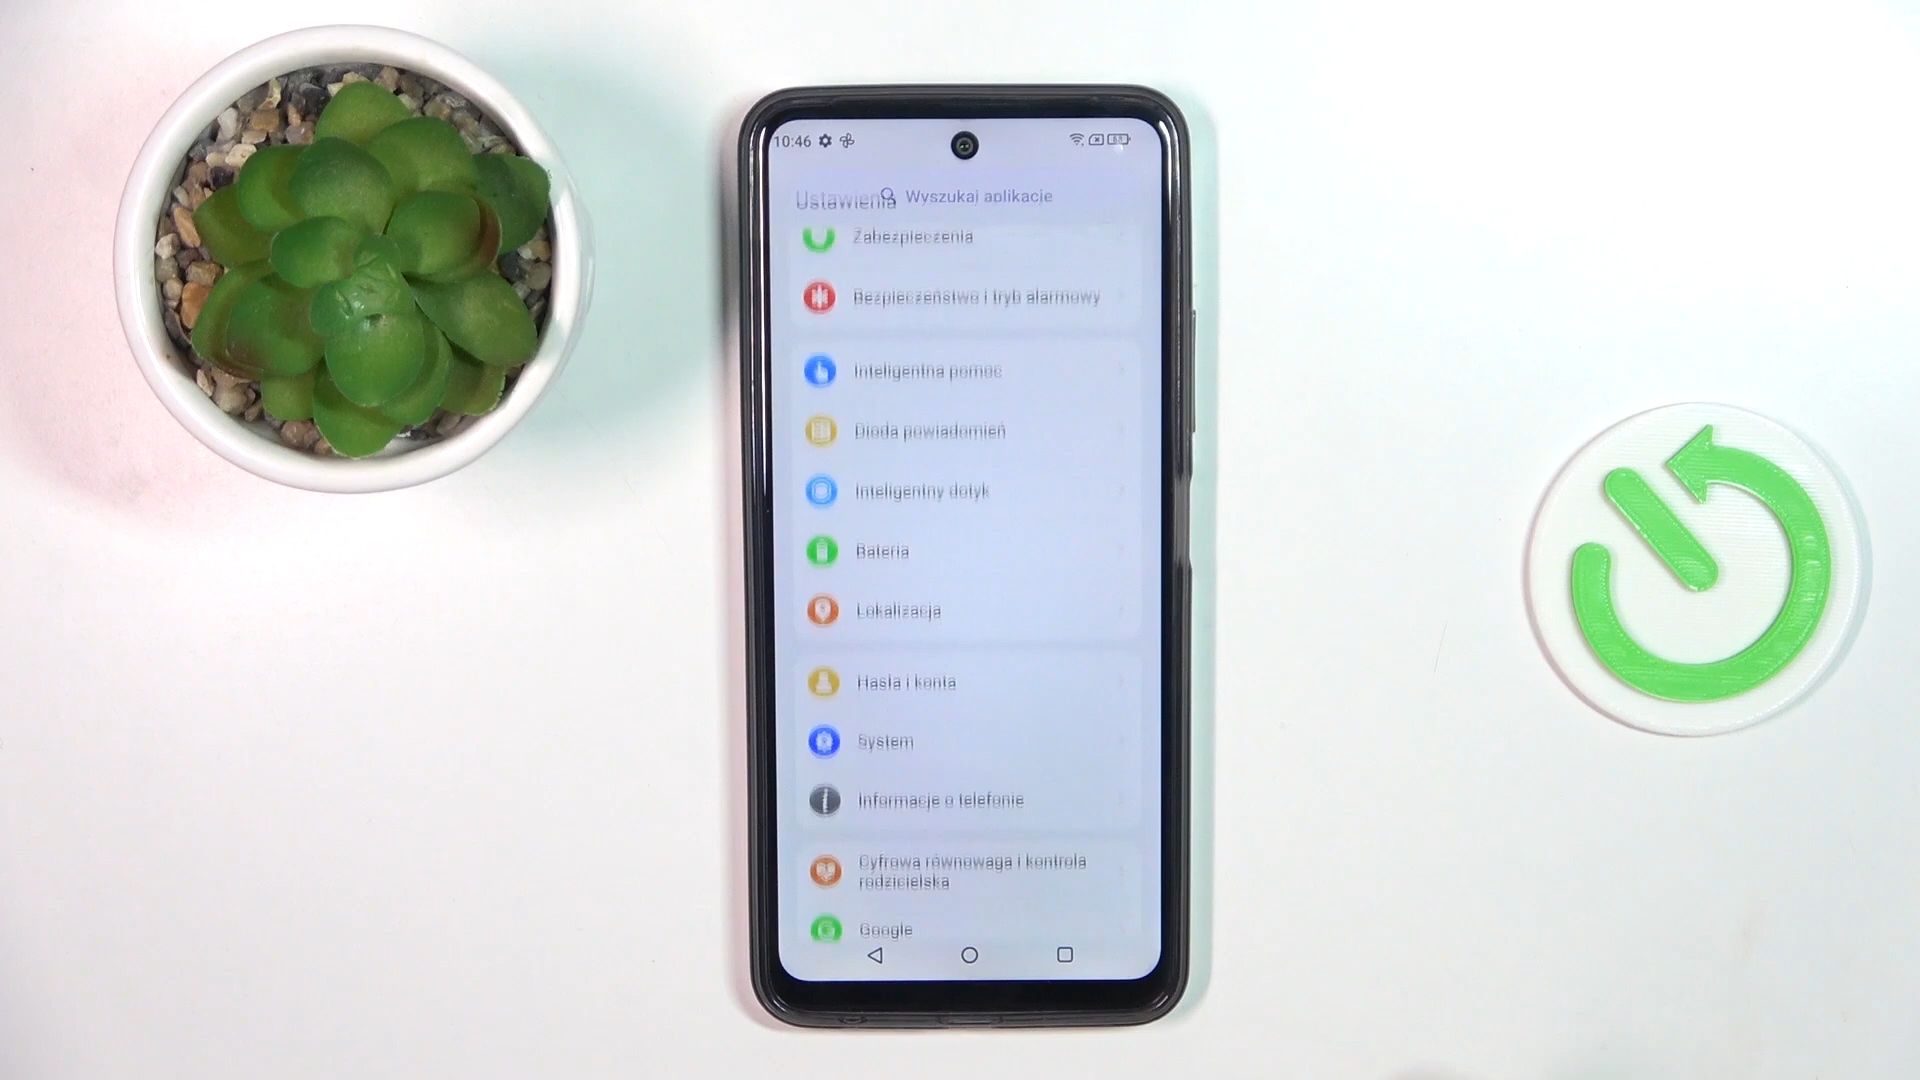 10:46
Ustawienia
Wyszukaj aplikacje
Zabezpieczenia
Bezpieczeństwo i tryb alarmowy
Inteligentna pomoc
Dioda powiadomień
Inteligentny dotyk
Bateria
Lokalizacja
Hasła i konta
System
Informacje o telefonie
Cyfrowa równowaga i kontrola
rodzicielska
Google